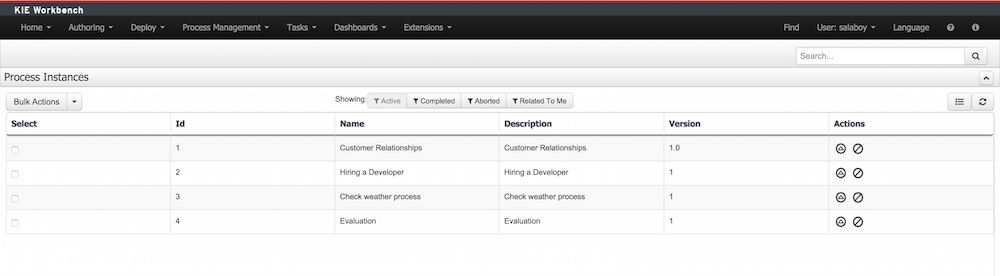 KIE Workbench
Home Authoring Deploy Process Management Tasks Dashboards Extensions Find User: salaboy Language
Search...
Process Instances
Bulk Actions Showing: Active Completed Aborted Related To Me
Select Id Name Description Version Actions
1 Customer Relationships Customer Relationships 1.0
2 Hiring a Developer Hiring a Developer 1
3 Check weather process Check weather process 1
4 Evaluation Evaluation 1